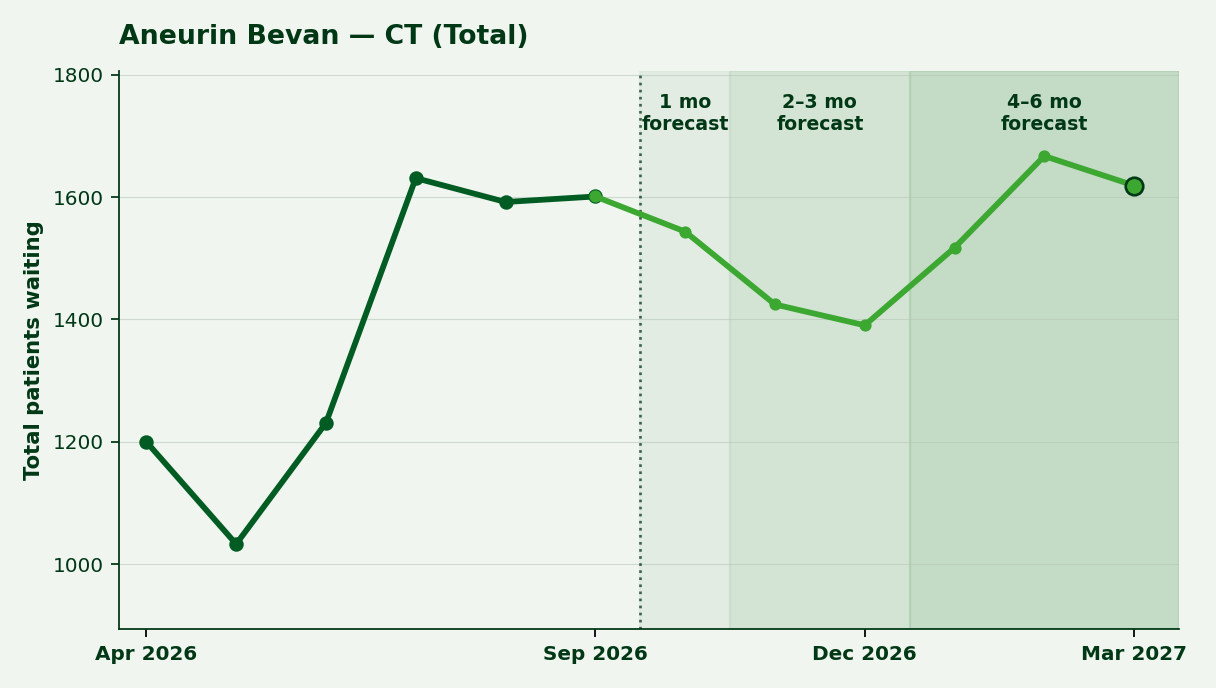 Aneurin Bevan — CT (Total)
Total patients waiting
1800
1600
1400
1200
1000
1 mo
forecast
2–3 mo
forecast
4–6 mo
forecast
Apr 2026
Sep 2026
Dec 2026
Mar 2027